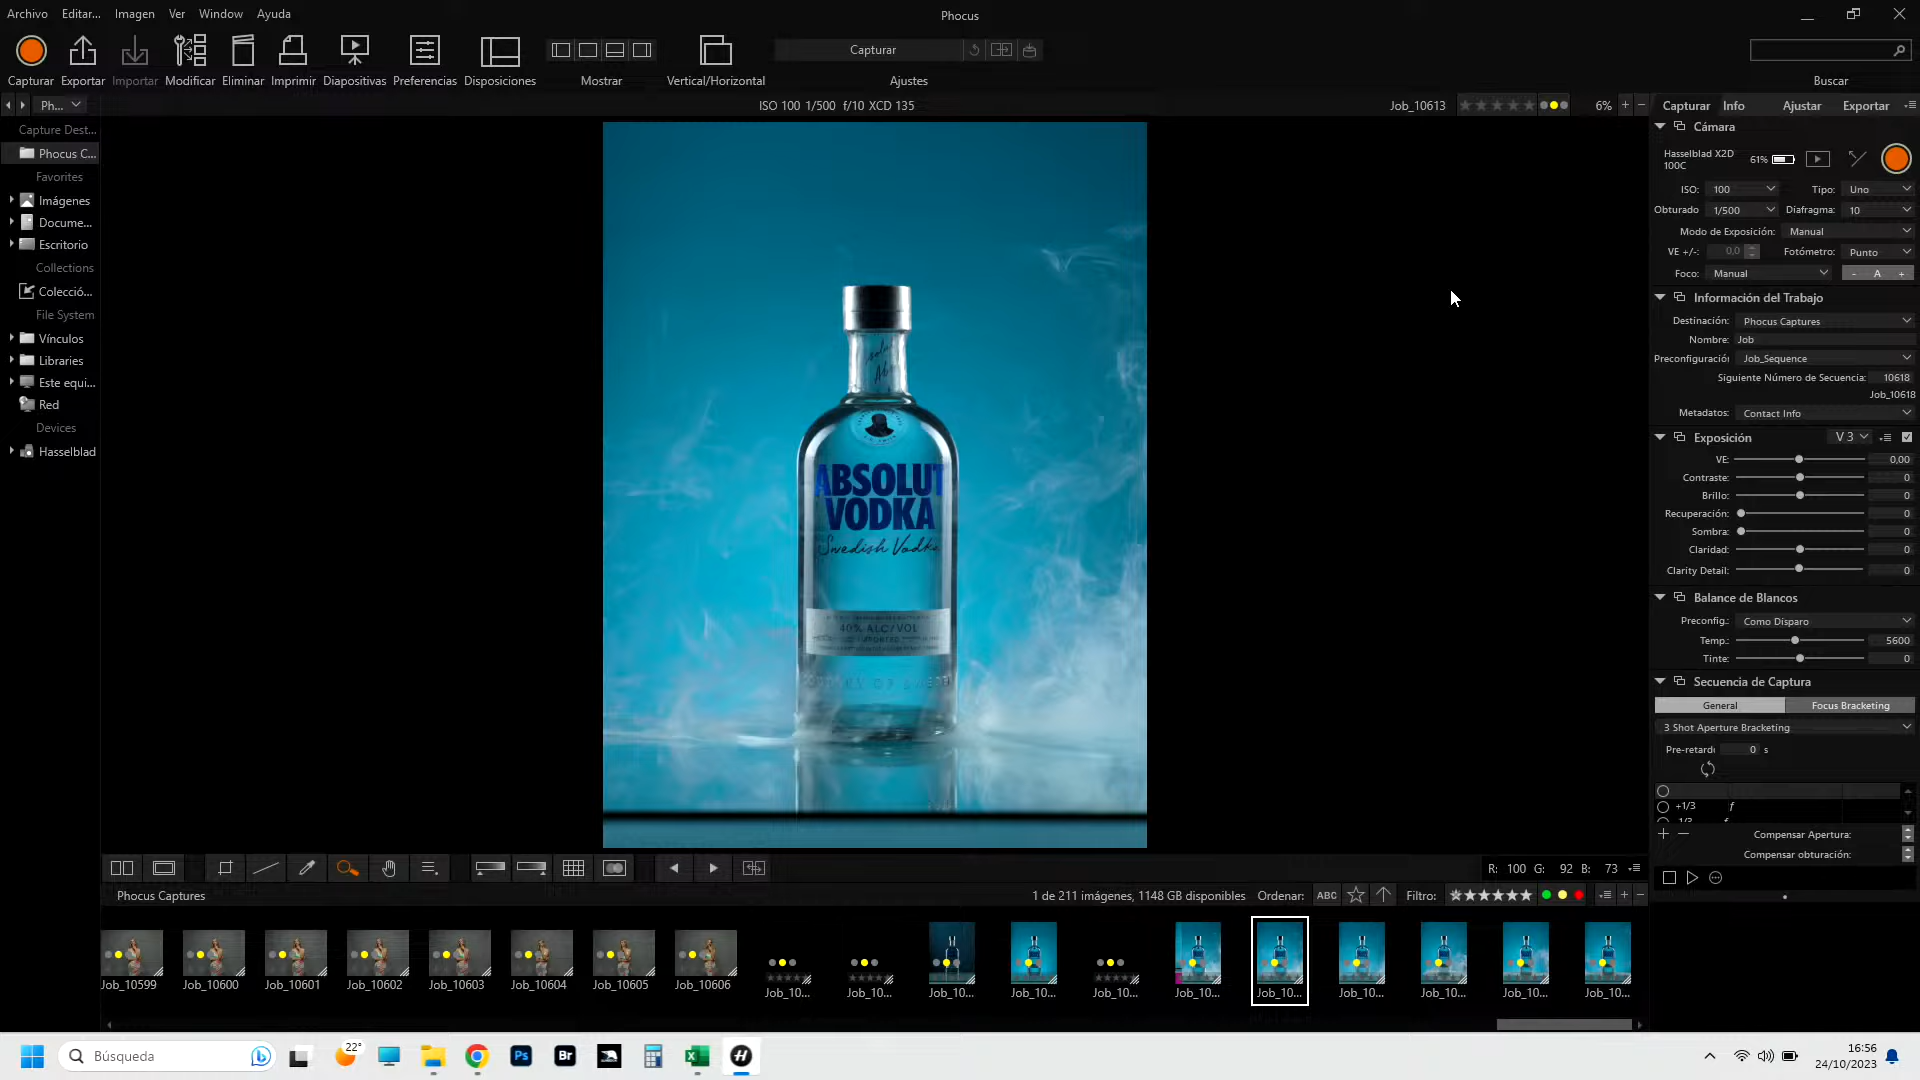 Archivo Editar... Imagen Ver Window Ayuda
Phocus
Capturar Exportar Importar Modificar Eliminar Imprimir Diapositivas Preferencias Disposiciones Mostrar Vertical/Horizontal
Capturar
Ajustes
Buscar
Ph...
ISO 100 1/500 f/10 XCD 135
Job_10613
6%
Capture Dest...
Phocus C...
Favorites
Imágenes
Docume...
Escritorio
Collections
Colecció...
File System
Vínculos
Libraries
Este equi...
Red
Devices
Hasselblad
ABSOLUT
VODKA
Swedish Vodka
40% ALC/VOL
Capturar Info Ajustar Exportar
Cámara
Hasselblad X2D
100C
61%
ISO: 100 Tipo: Uno
Obturado 1/500 Diafragma: 10
Modo de Exposición: Manual
VE +/-: 0,0 Fotómetro: Punto
Foco: Manual - A +
Información del Trabajo
Destinación: Phocus Captures
Nombre: Job
Preconfiguració Job_Sequence
Siguiente Número de Secuencia: 10618
Job_10618
Metadatos: Contact Info
Exposición V 3
VE: 0,00
Contraste: 0
Brillo: 0
Recuperación: 0
Sombra: 0
Claridad: 0
Clarity Detail: 0
Balance de Blancos
Preconfig.: Como Disparo
Temp.: 5600
Tinte: 0
Secuencia de Captura
General Focus Bracketing
3 Shot Aperture Bracketing
Pre-retardo 0 s
+1/3 f
-1/3 f
Compensar Apertura:
Compensar obturación:
R: 100 G: 92 B: 73
Phocus Captures
1 de 211 imágenes, 1148 GB disponibles Ordenar: ABC Filtro:
Job_10599 Job_10600 Job_10601 Job_10602 Job_10603 Job_10604 Job_10605 Job_10606 Job_10... Job_10... Job_10... Job_10... Job_10... Job_10... Job_10... Job_10... Job_10... Job_10... Job_10...
Búsqueda
22°
Ps
Br
16:56
24/10/2023